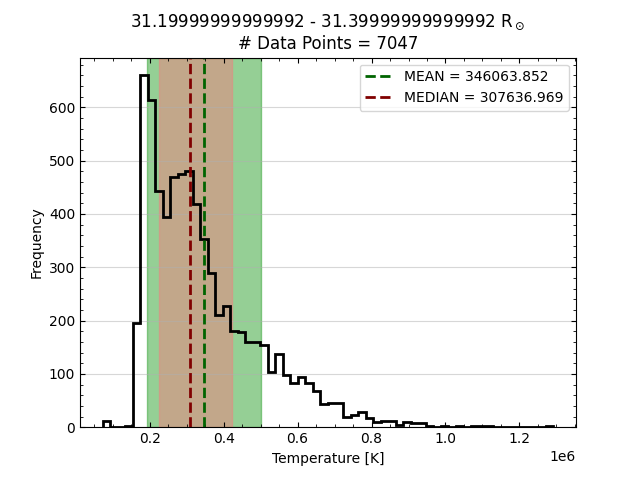 31.19999999999992 - 31.39999999999992 R⊙
# Data Points = 7047
MEAN = 346063.852
MEDIAN = 307636.969
Frequency
600
500
400
300
200
100
0
0.2 0.4 0.6 0.8 1.0 1.2
1e6
Temperature [K]